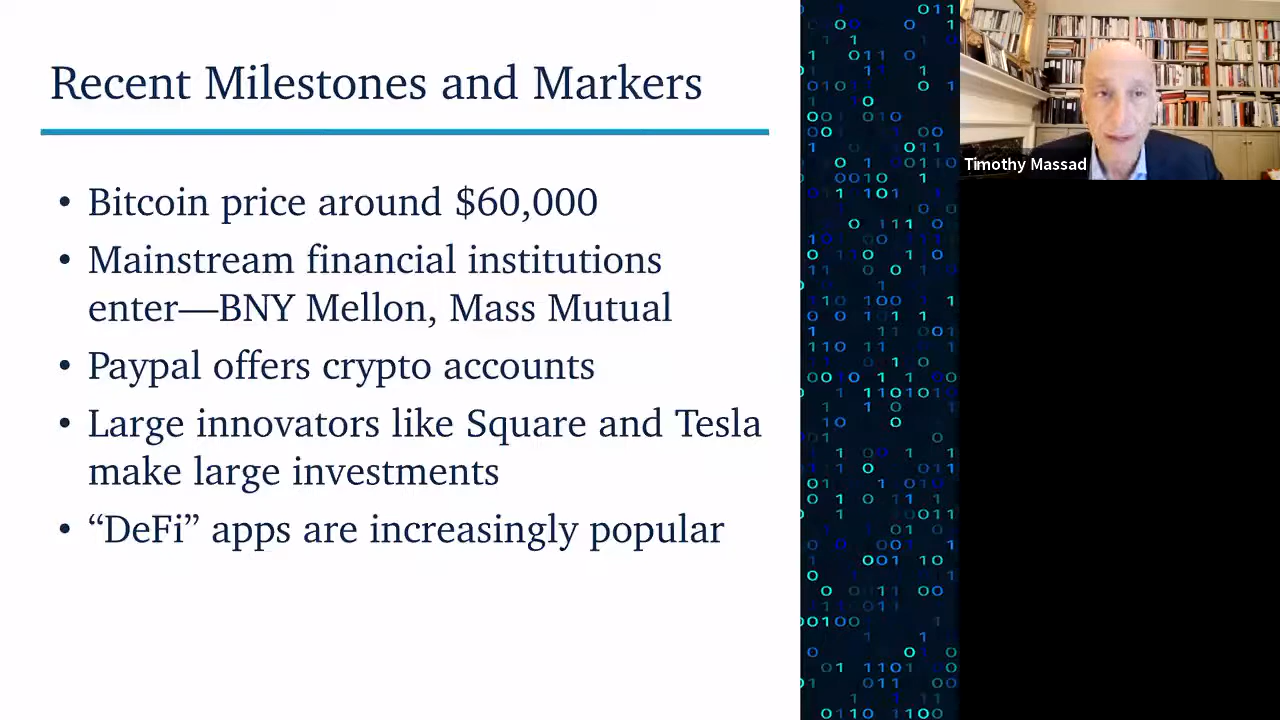 Recent Milestones and Markers
• Bitcoin price around $60,000
• Mainstream financial institutions
enter—BNY Mellon, Mass Mutual
• Paypal offers crypto accounts
• Large innovators like Square and Tesla
make large investments
• “DeFi” apps are increasingly popular
Timothy Massad